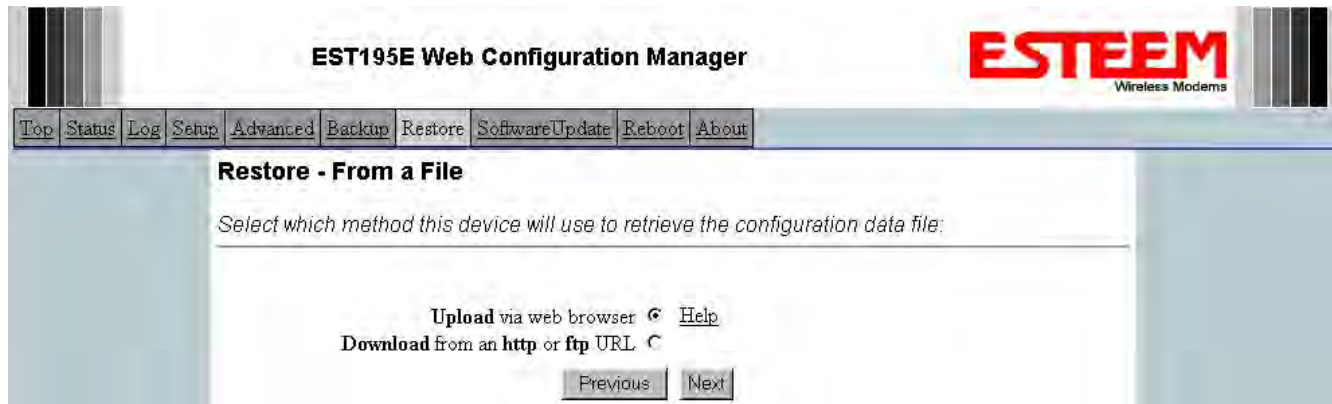 EST195E Web Configuration Manager
ESTEEM
Wireless Modems
Top Status Log Setup Advanced Backup Restore SoftwareUpdate Reboot About
Restore - From a File
Select which method this device will use to retrieve the configuration data file:
Upload via web browser Help
Download from an http or ftp URL
Previous Next